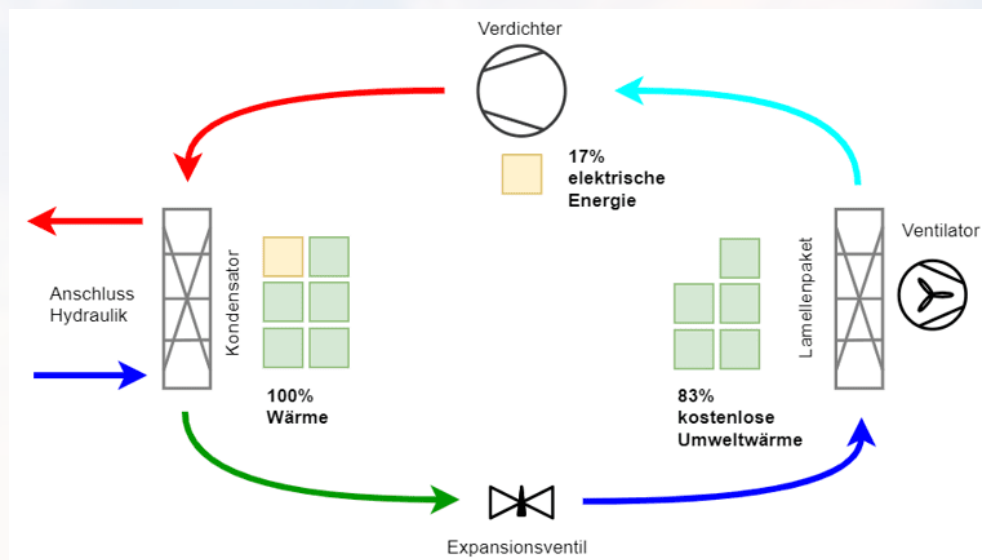 Verdichter
17%
elektrische
Energie
Ventilator
Lamellenpaket
Kondensator
Anschluss
Hydraulik
100%
Wärme
83%
kostenlose
Umweltwärme
Expansionsventil